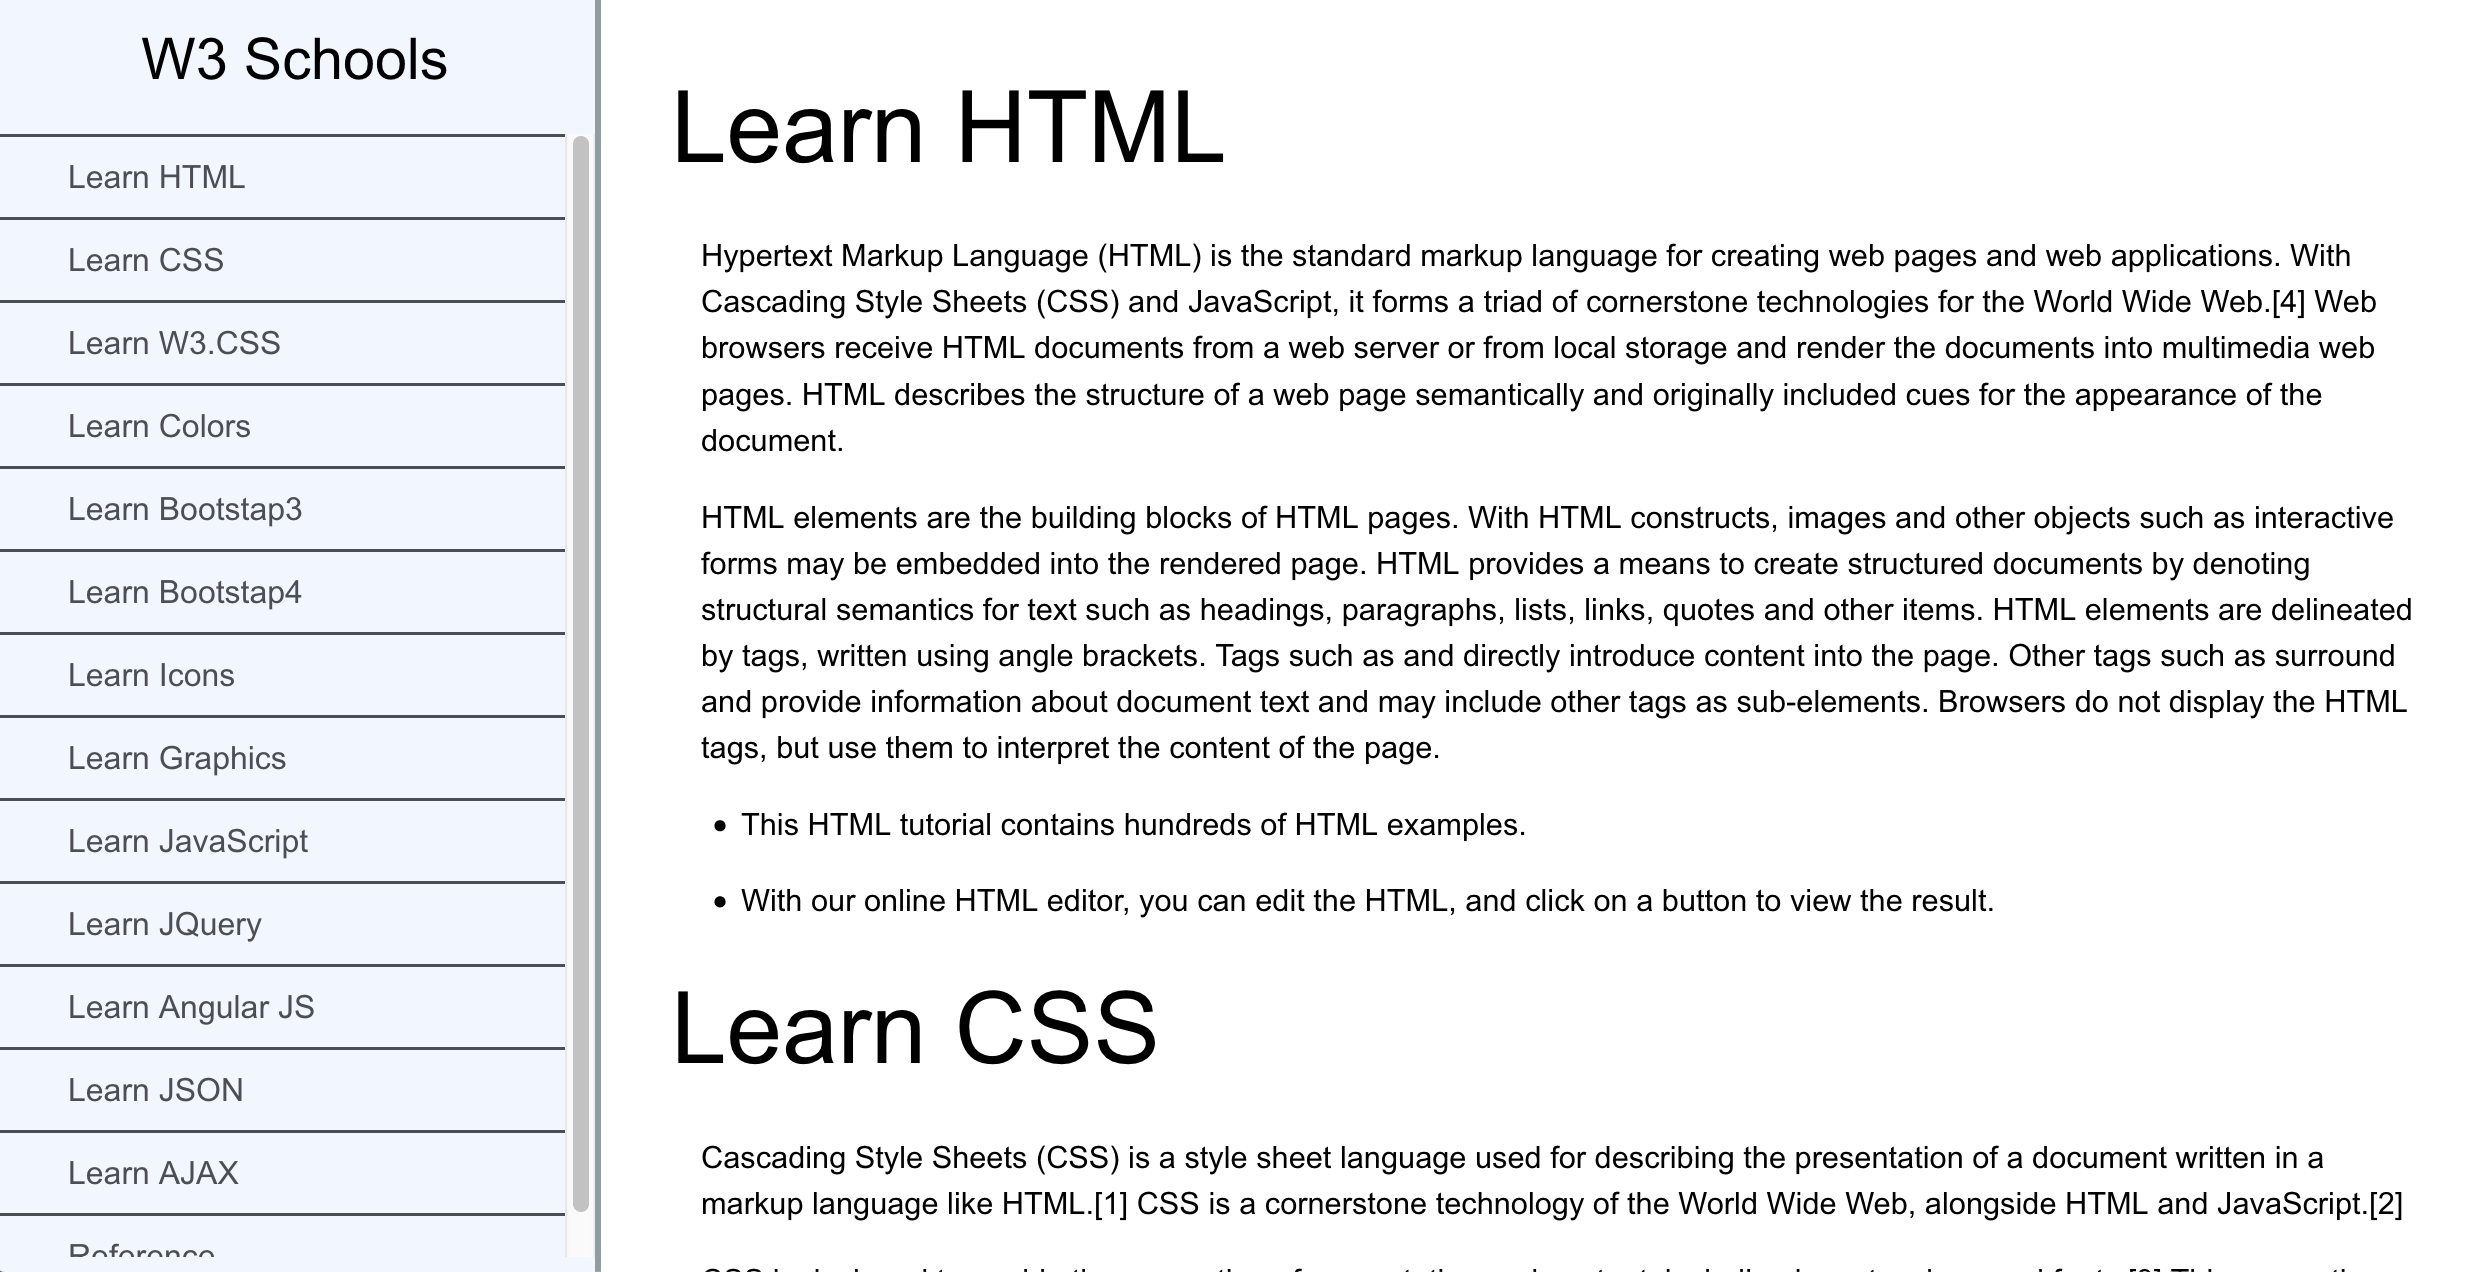 W3 Schools
Learn HTML
Learn CSS
Learn W3.CSS
Learn Colors
Learn Bootstap3
Learn Bootstap4
Learn Icons
Learn Graphics
Learn JavaScript
Learn JQuery
Learn Angular JS
Learn JSON
Learn AJAX
Reference
Learn HTML
Hypertext Markup Language (HTML) is the standard markup language for creating web pages and web applications. With
Cascading Style Sheets (CSS) and JavaScript, it forms a triad of cornerstone technologies for the World Wide Web.[4] Web
browsers receive HTML documents from a web server or from local storage and render the documents into multimedia web
pages. HTML describes the structure of a web page semantically and originally included cues for the appearance of the
document.
HTML elements are the building blocks of HTML pages. With HTML constructs, images and other objects such as interactive
forms may be embedded into the rendered page. HTML provides a means to create structured documents by denoting
structural semantics for text such as headings, paragraphs, lists, links, quotes and other items. HTML elements are delineated
by tags, written using angle brackets. Tags such as and directly introduce content into the page. Other tags such as surround
and provide information about document text and may include other tags as sub-elements. Browsers do not display the HTML
tags, but use them to interpret the content of the page.
• This HTML tutorial contains hundreds of HTML examples.
• With our online HTML editor, you can edit the HTML, and click on a button to view the result.
Learn CSS
Cascading Style Sheets (CSS) is a style sheet language used for describing the presentation of a document written in a
markup language like HTML.[1] CSS is a cornerstone technology of the World Wide Web, alongside HTML and JavaScript.[2]